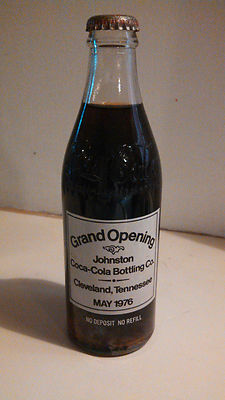 Grand Opening
Johnston
Coca-Cola Bottling Co.
Cleveland, Tennessee
MAY 1976
NO DEPOSIT NO REFILL